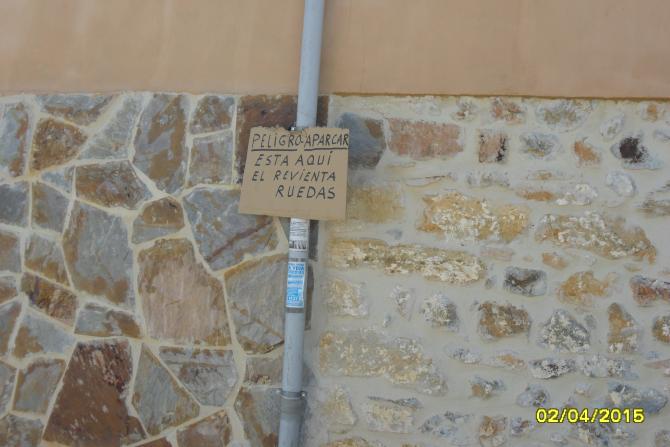 PELIGRO-APARCAR
ESTA AQUÍ
EL REVIENTA
RUEDAS
02/04/2015